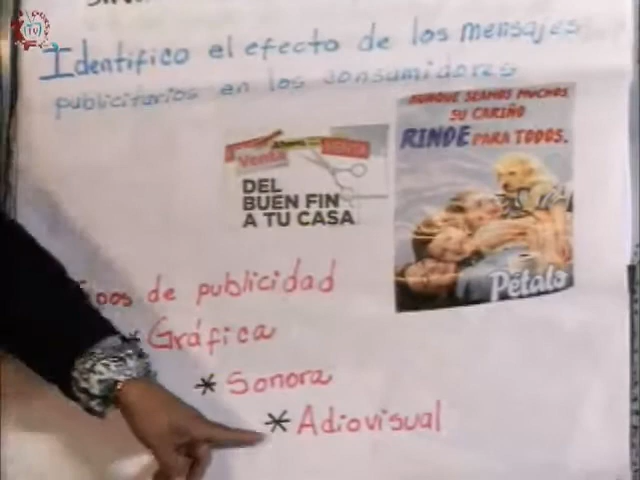 Identifico el efecto de los mensajes
publicitarios en los consumidores
AUNQUE SEAMOS MUCHOS
SU CARIÑO
RINDE PARA TODOS.
Pétalo
Venta
DEL
BUEN FIN
A TU CASA
de publicidad
* Gráfica
* Sonora
* Adiovisual